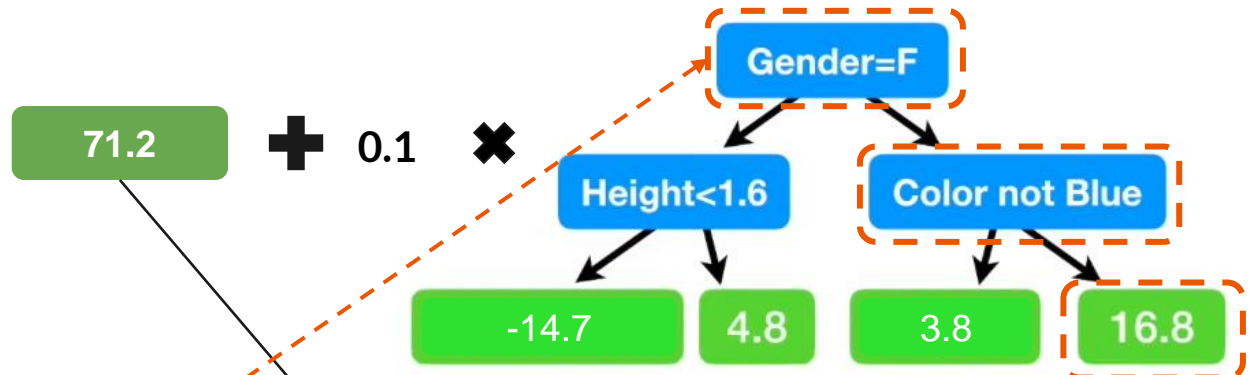 Gender=F
71.2 + 0.1 ×
Height<1.6 Color not Blue
-14.7 4.8 3.8 16.8